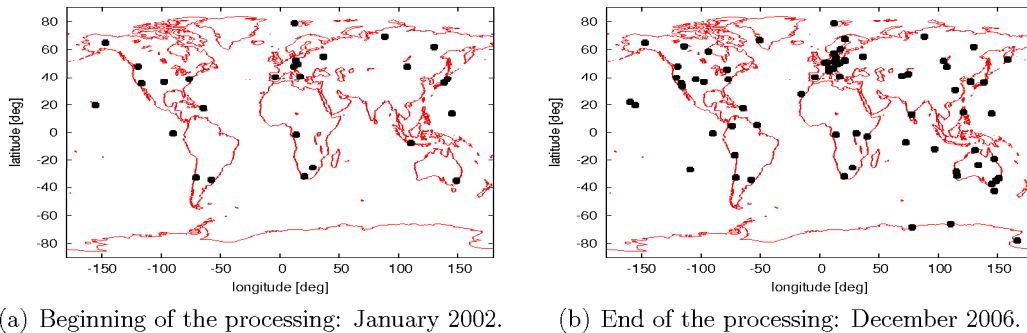 80
60
40
20
0
-20
-40
-60
-80
latitude [deg]
-150 -100 -50 0 50 100 150
longitude [deg]
80
60
40
20
0
-20
-40
-60
-80
latitude [deg]
-150 -100 -50 0 50 100 150
longitude [deg]
a) Beginning of the processing: January 2002.
(b) End of the processing: December 2006.